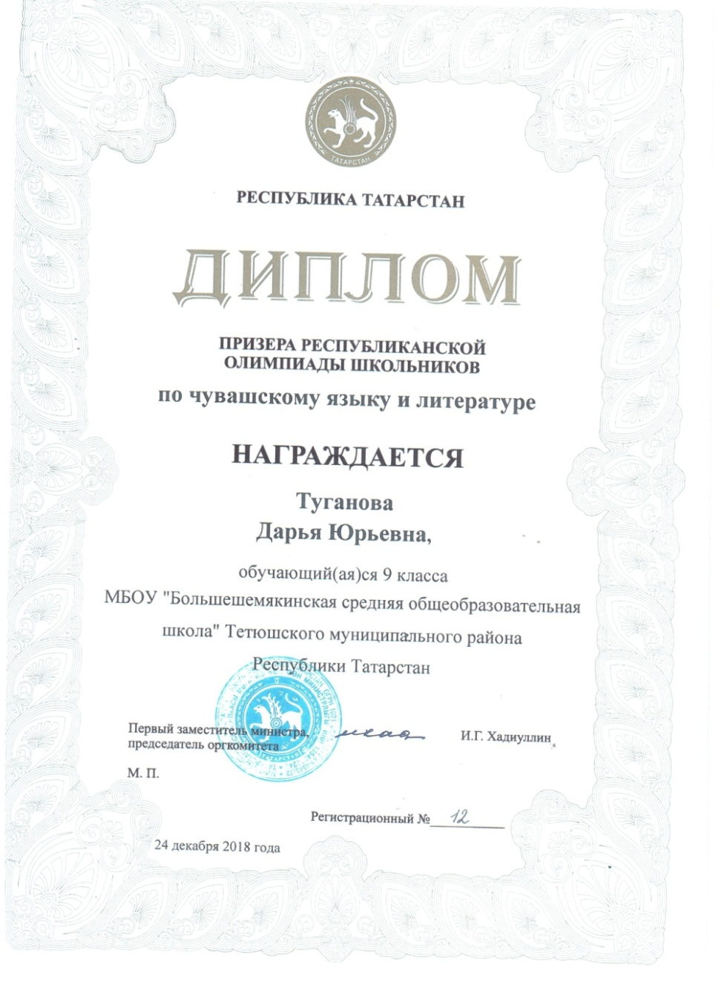 ТАТАРСТАН
РЕСПУБЛИКА ТАТАРСТАН
ДИПЛОМ
ПРИЗЕРА РЕСПУБЛИКАНСКОЙ
ОЛИМПИАДЫ ШКОЛЬНИКОВ
по чувашскому языку и литературе
НАГРАЖДАЕТСЯ
Туганова
Дарья Юрьевна,
обучающий(ая)ся 9 класса
МБОУ "Большешемякинская средняя общеобразовательная
школа" Тетюшского муниципального района
Республики Татарстан
Первый заместитель министра,
председатель оргкомитета
И.Г. Хадиуллин
ТАТАРСТАН
М. П.
Регистрационный № 12
24 декабря 2018 года